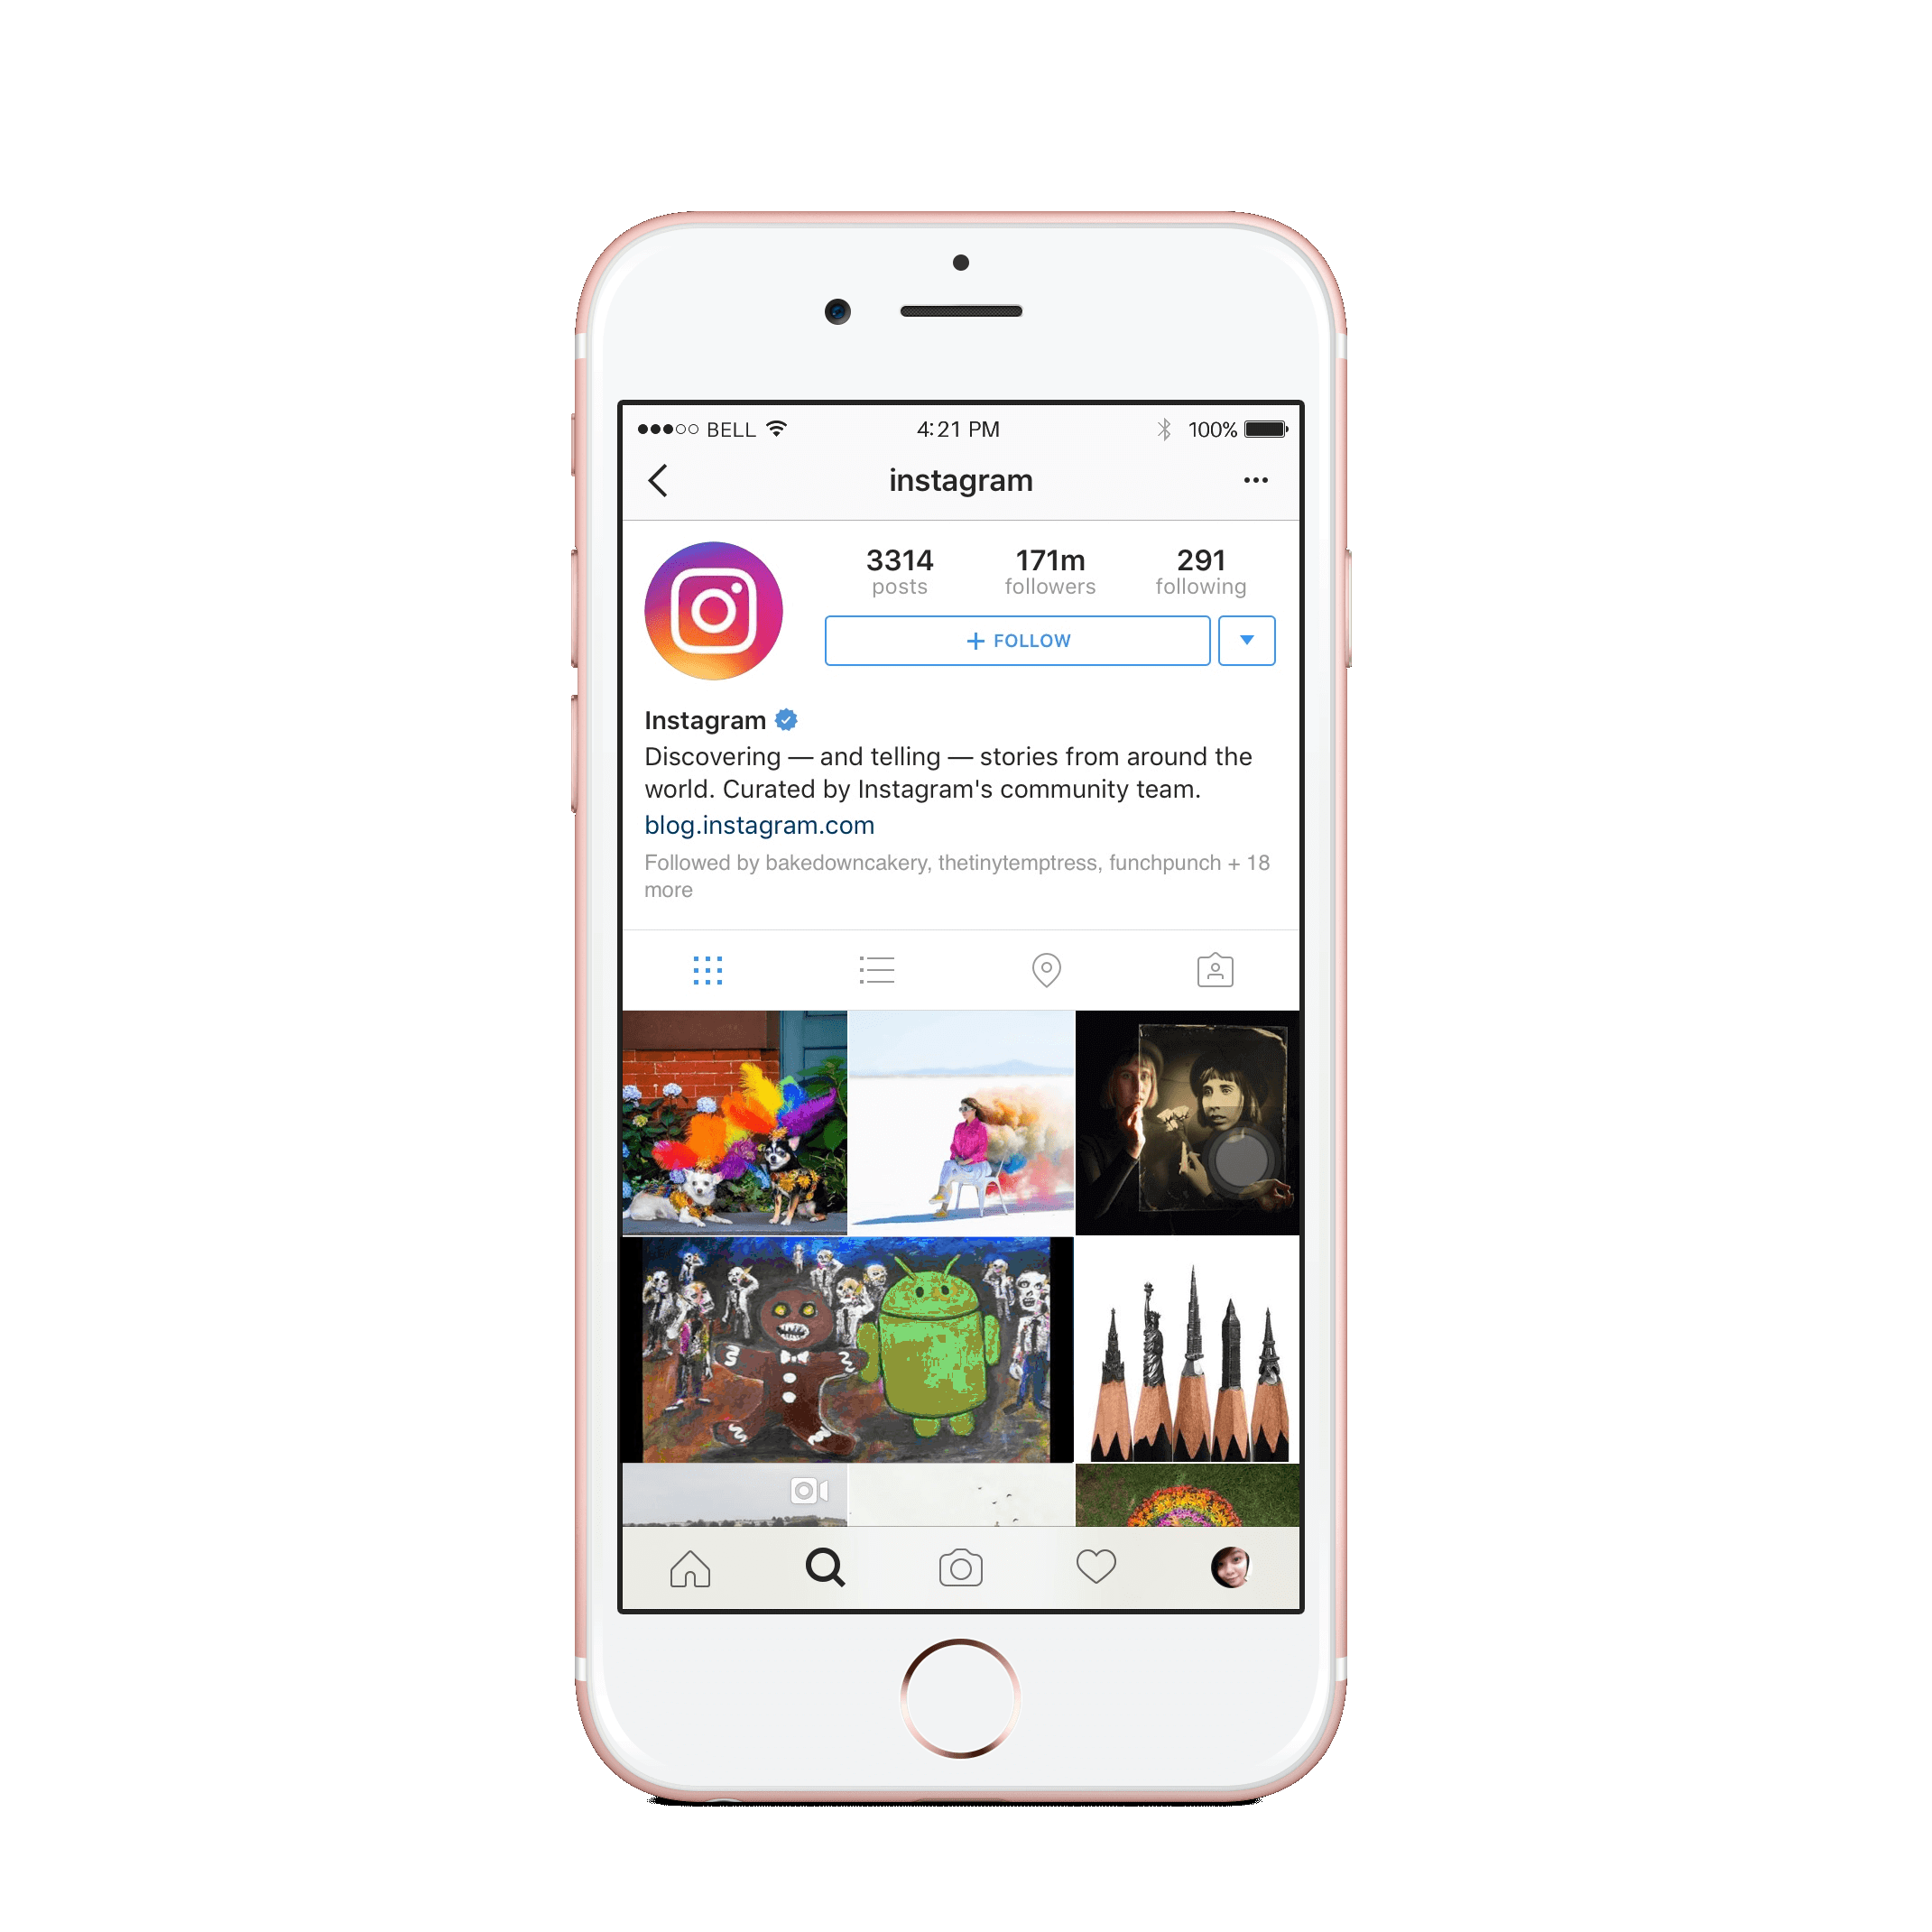 BELL 4:21 PM 100%
instagram
3314 171m 291
posts followers following
+ FOLLOW
Instagram
Discovering — and telling — stories from around the
world. Curated by Instagram's community team.
blog.instagram.com
Followed by bakedowncakery, thetinytemptress, funchpunch + 18
more